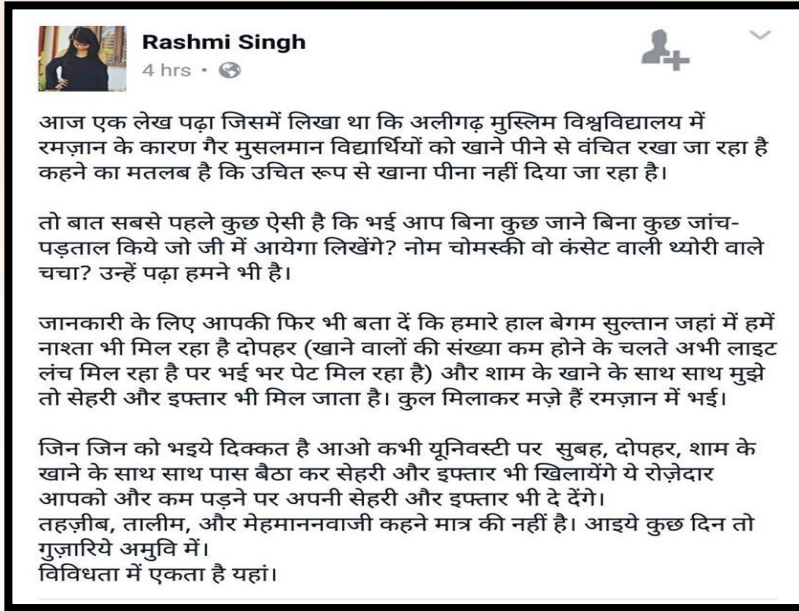 Rashmi Singh
4 hrs •
आज एक लेख पढ़ा जिसमें लिखा था कि अलीगढ़ मुस्लिम विश्वविद्यालय में
रमज़ान के कारण गैर मुसलमान विद्यार्थियों को खाने पीने से वंचित रखा जा रहा है
कहने का मतलब है कि उचित रूप से खाना पीना नहीं दिया जा रहा है।
तो बात सबसे पहले कुछ ऐसी है कि भई आप बिना कुछ जाने बिना कुछ जांच-
पड़ताल किये जो जी में आयेगा लिखेंगे? नोम चोमस्की वो कंसेट वाली थ्योरी वाले
चचा? उन्हें पढ़ा हमने भी है।
जानकारी के लिए आपकी फिर भी बता दें कि हमारे हाल बेगम सुल्तान जहां में हमें
नाश्ता भी मिल रहा है दोपहर (खाने वालों की संख्या कम होने के चलते अभी लाइट
लंच मिल रहा है पर भई भर पेट मिल रहा है) और शाम के खाने के साथ साथ मुझे
तो सेहरी और इफ्तार भी मिल जाता है। कुल मिलाकर मज़े हैं रमज़ान में भई।
जिन जिन को भइये दिक्कत है आओ कभी यूनिवस्टी पर सुबह, दोपहर, शाम के
खाने के साथ साथ पास बैठा कर सेहरी और इफ्तार भी खिलायेंगे ये रोज़ेदार
आपको और कम पड़ने पर अपनी सेहरी और इफ्तार भी दे देंगे।
तहज़ीब, तालीम, और मेहमाननवाजी कहने मात्र की नहीं है। आइये कुछ दिन तो
गुज़ारिये अमुवि में।
विविधता में एकता है यहां।